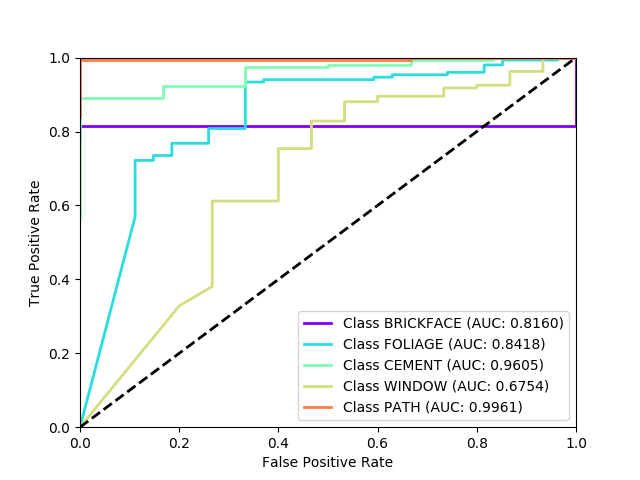 1.0
0.8
0.6
0.4
0.2
0.0
True Positive Rate
Class BRICKFACE (AUC: 0.8160)
Class FOLIAGE (AUC: 0.8418)
Class CEMENT (AUC: 0.9605)
Class WINDOW (AUC: 0.6754)
Class PATH (AUC: 0.9961)
0.0 0.2 0.4 0.6 0.8 1.0
False Positive Rate